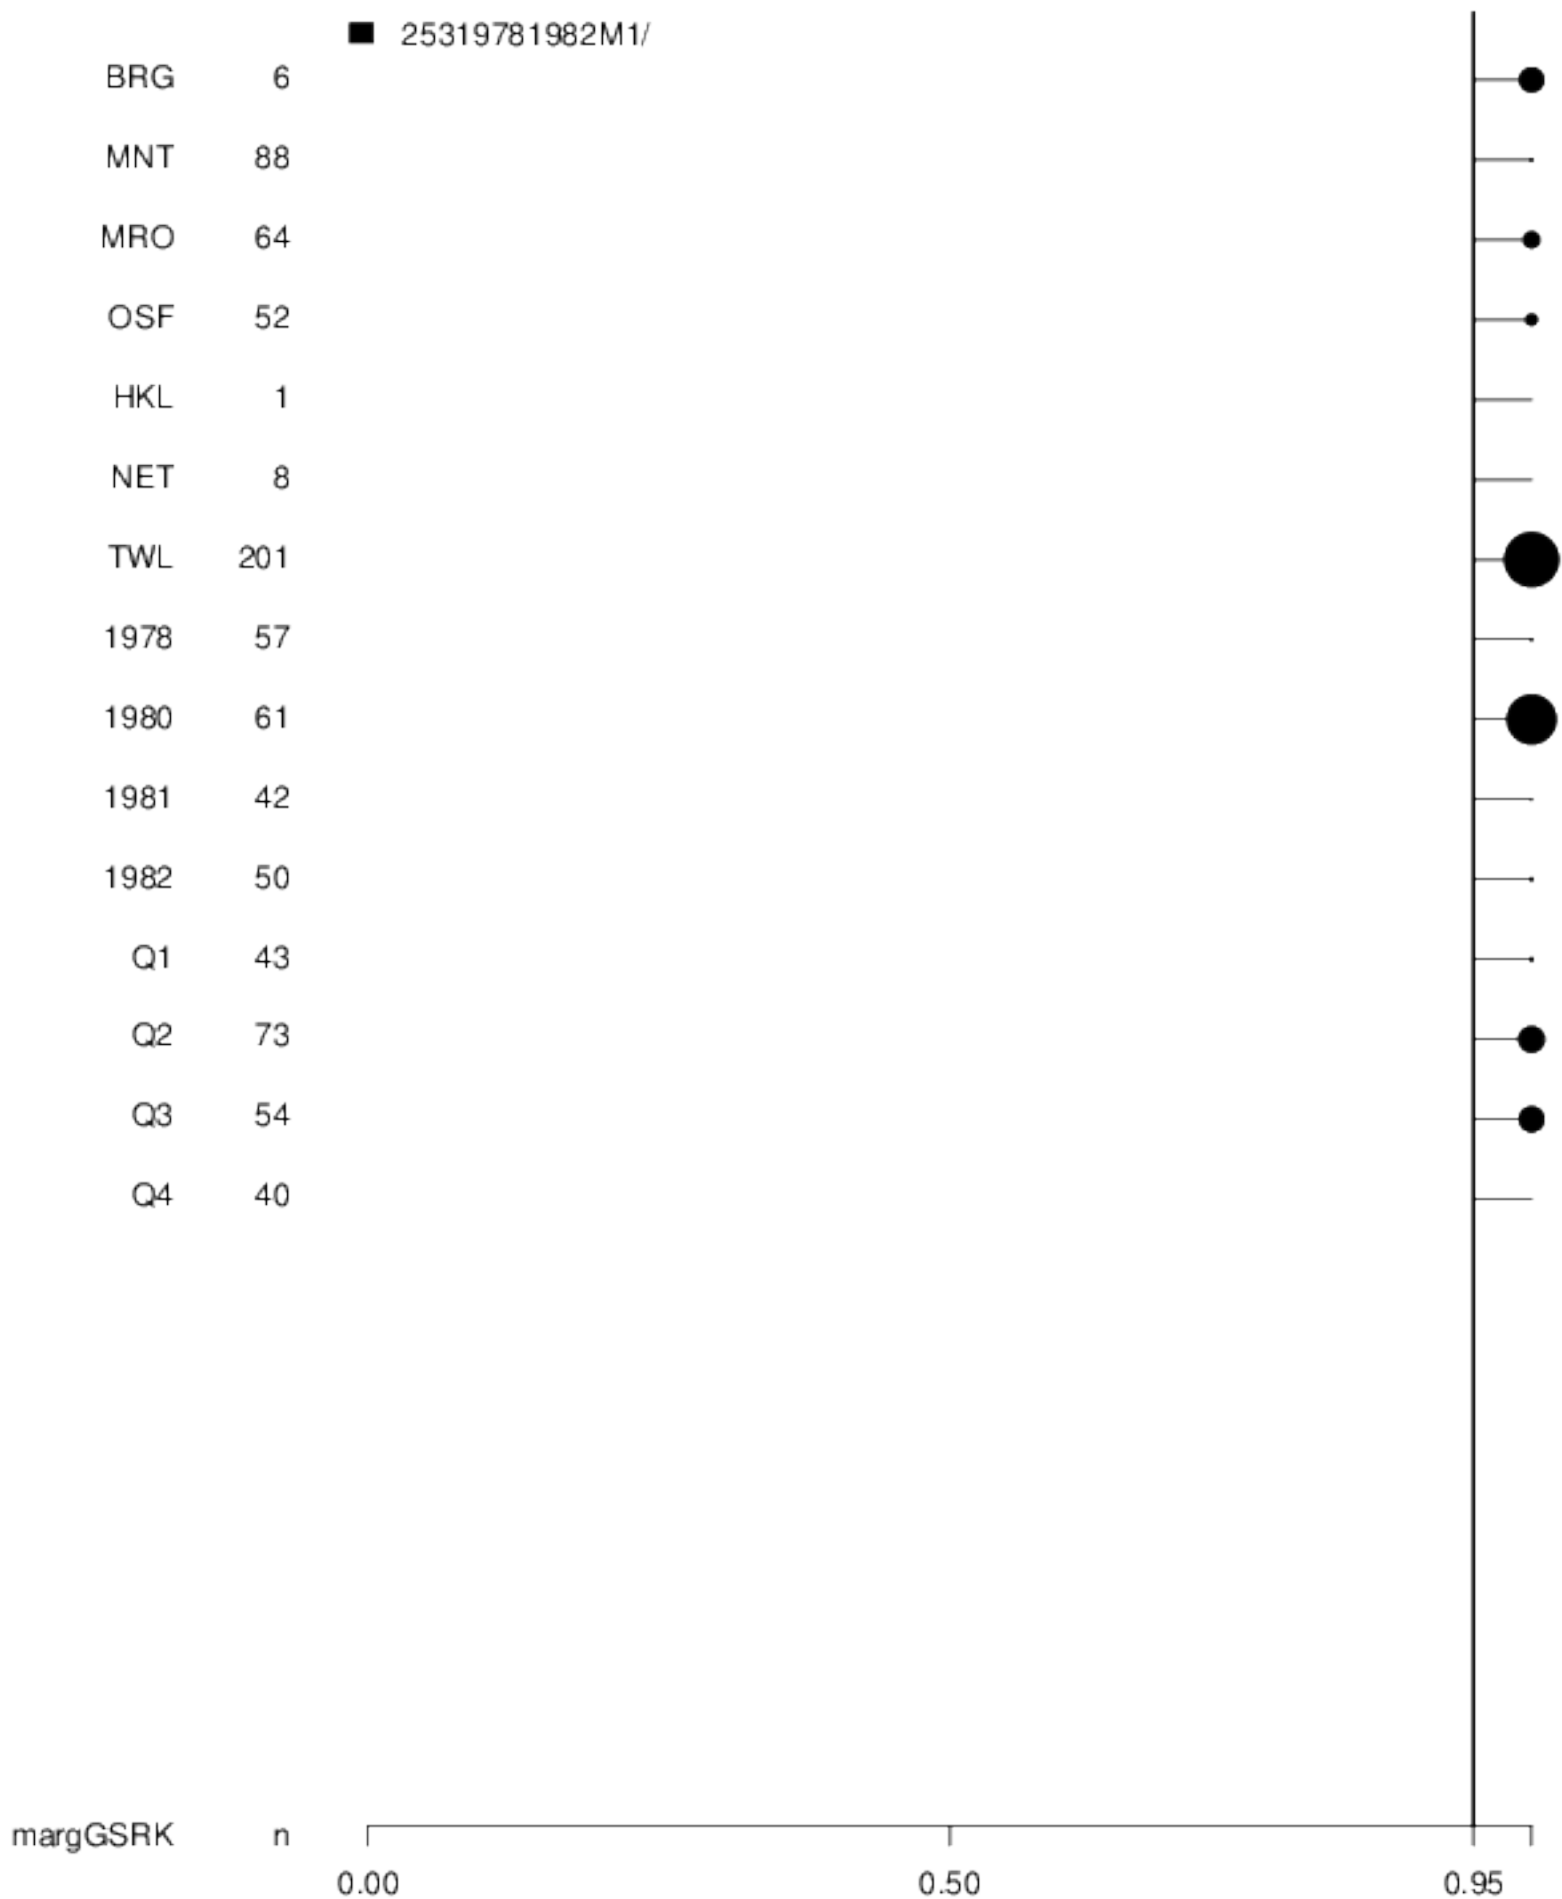 25319781982M1/
BRG 6
MNT 88
MRO 64
OSF 52
HKL 1
NET 8
TWL 201
1978 57
1980 61
1981 42
1982 50
Q1 43
Q2 73
Q3 54
Q4 40
margGSRK n
0.00 0.50 0.95